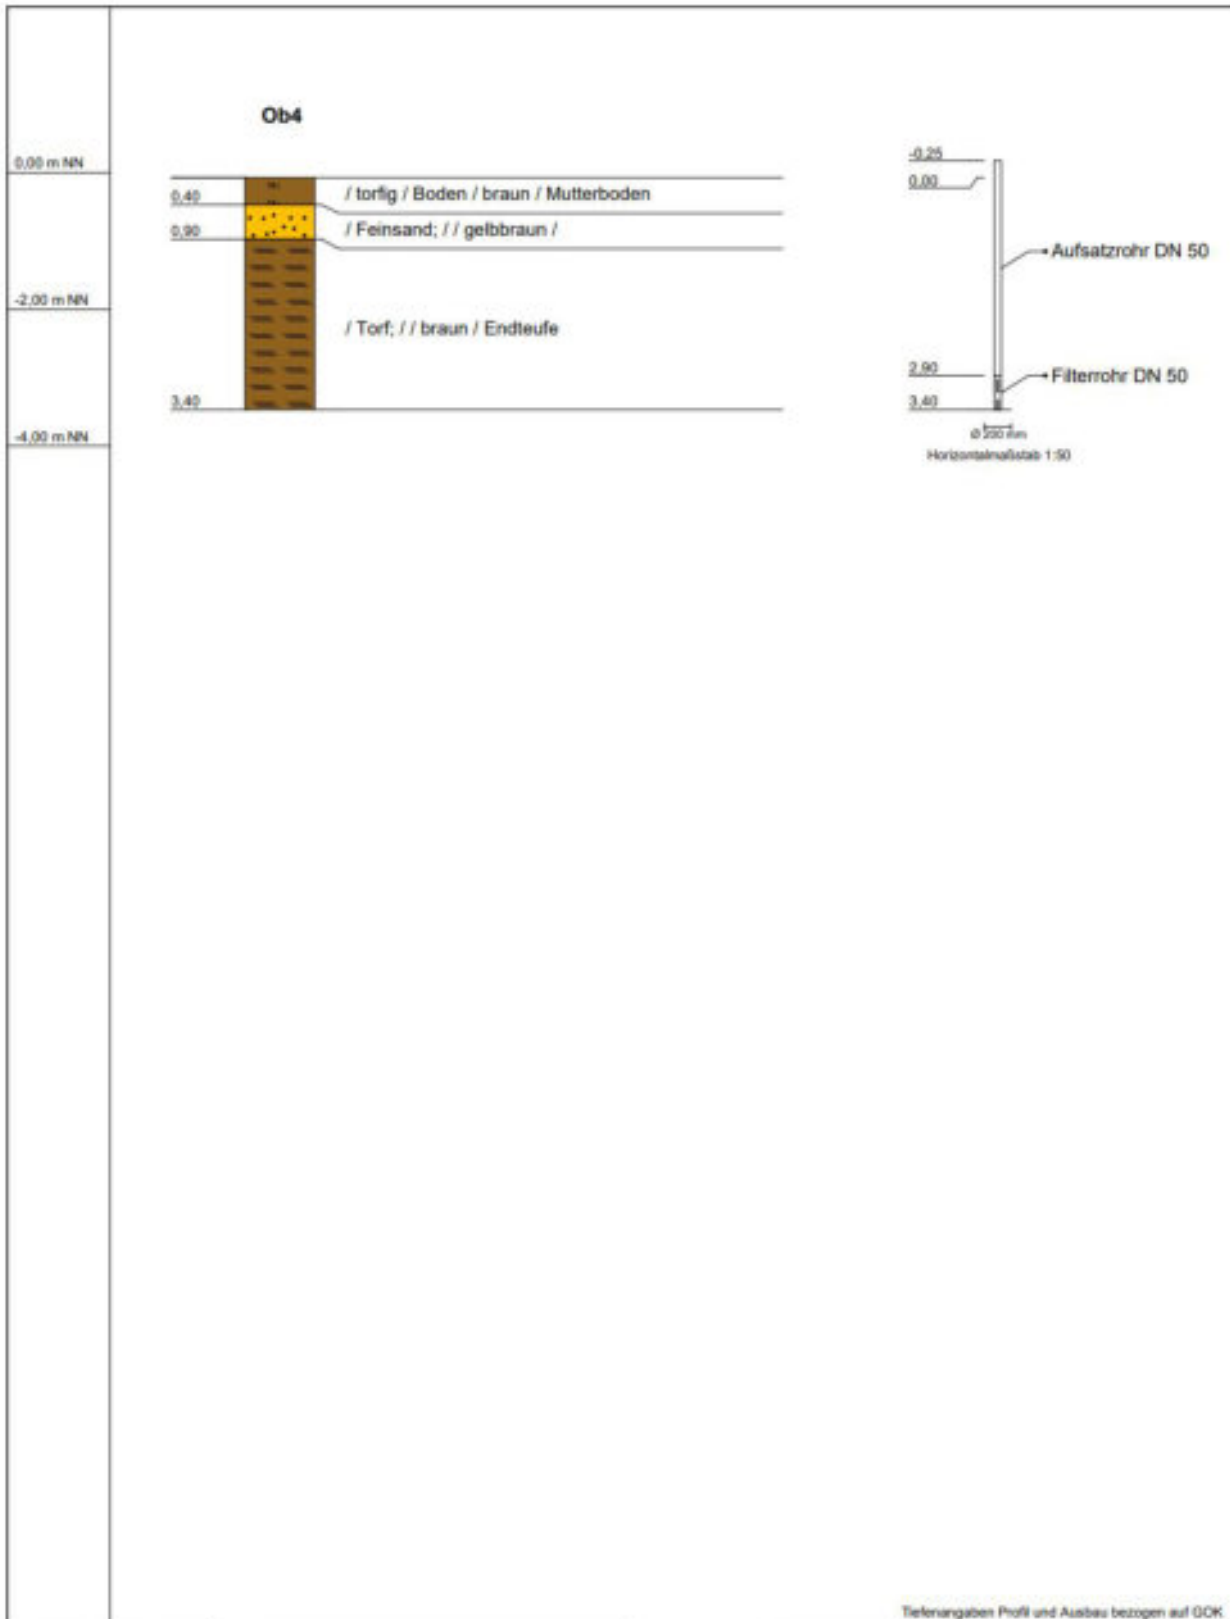 Ob4
0,00 m NN
-2,00 m NN
-4,00 m NN
0,40
/ torfig / Boden / braun / Mutterboden
0,90
/ Feinsand; / / gelbbraun /
/ Torf; / / braun / Endteufe
3,40
-0,25
0,00
Aufsatzrohr DN 50
2,90
Filterrohr DN 50
3,40
Ø 200 mm
Horizontalmaßstab 1:50
Tiefenangaben Profil und Ausbau bezogen auf GOK